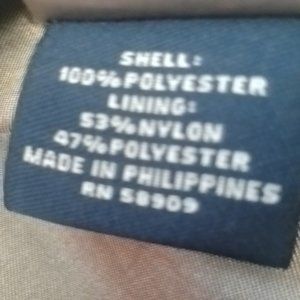 SHELL:
100% POLYESTER
LINING:
53% NYLON
47% POLYESTER
MADE IN PHILIPPINES
RN 58909